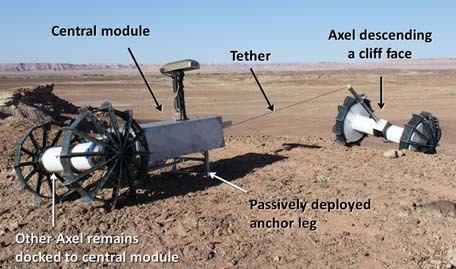 Central module
Tether
Axel descending
a cliff face
Passively deployed
anchor leg
Other Axel remains
docked to central module